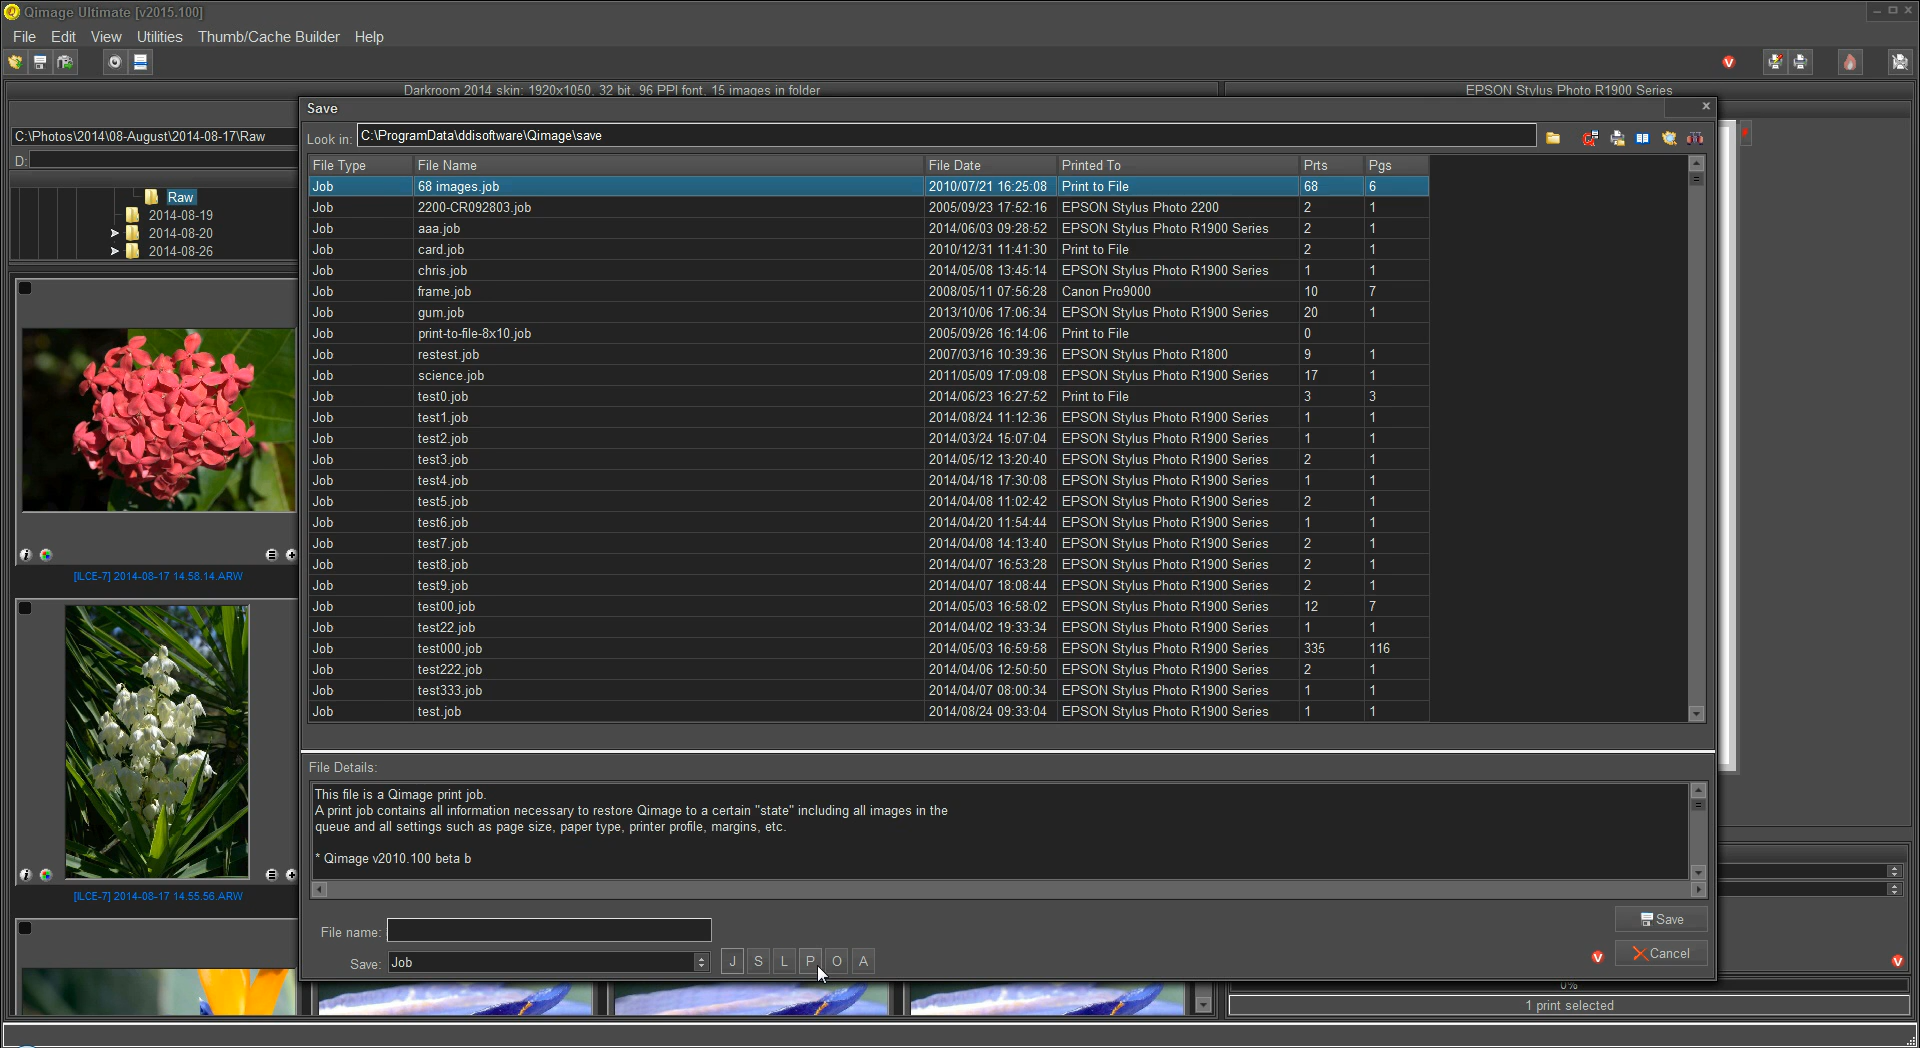 Qimage Ultimate [v2015.100]
File Edit View Utilities Thumb/Cache Builder Help
Darkroom 2014 skin: 1920x1050, 32 bit, 96 PPI font, 15 images in folder
EPSON Stylus Photo R1900 Series
Save
C:\Photos\2014\08-August\2014-08-17\Raw
D:
Raw
2014-08-19
2014-08-20
2014-08-26
[ILCE-7] 2014-08-17 14.58.14.ARW
[ILCE-7] 2014-08-17 14.55.56.ARW
Look in: C:\ProgramData\ddisoftware\Qimage\save
File Type File Name File Date Printed To Prts Pgs
Job 68 images.job 2010/07/21 16:25:08 Print to File 68 6
Job 2200-CR092803.job 2005/09/23 17:52:16 EPSON Stylus Photo 2200 2 1
Job aaa.job 2014/06/03 09:28:52 EPSON Stylus Photo R1900 Series 2 1
Job card.job 2010/12/31 11:41:30 Print to File 2 1
Job chris.job 2014/05/08 13:45:14 EPSON Stylus Photo R1900 Series 1 1
Job frame.job 2008/05/11 07:56:28 Canon Pro9000 10 7
Job gum.job 2013/10/06 17:06:34 EPSON Stylus Photo R1900 Series 20 1
Job print-to-file-8x10.job 2005/09/26 16:14:06 Print to File 0
Job restest.job 2007/03/16 10:39:36 EPSON Stylus Photo R1800 9 1
Job science.job 2011/05/09 17:09:08 EPSON Stylus Photo R1900 Series 17 1
Job test0.job 2014/06/23 16:27:52 Print to File 3 3
Job test1.job 2014/08/24 11:12:36 EPSON Stylus Photo R1900 Series 1 1
Job test2.job 2014/03/24 15:07:04 EPSON Stylus Photo R1900 Series 1 1
Job test3.job 2014/05/12 13:20:40 EPSON Stylus Photo R1900 Series 2 1
Job test4.job 2014/04/18 17:30:08 EPSON Stylus Photo R1900 Series 1 1
Job test5.job 2014/04/08 11:02:42 EPSON Stylus Photo R1900 Series 2 1
Job test6.job 2014/04/20 11:54:44 EPSON Stylus Photo R1900 Series 1 1
Job test7.job 2014/04/08 14:13:40 EPSON Stylus Photo R1900 Series 2 1
Job test8.job 2014/04/07 16:53:28 EPSON Stylus Photo R1900 Series 2 1
Job test9.job 2014/04/07 18:08:44 EPSON Stylus Photo R1900 Series 2 1
Job test00.job 2014/05/03 16:58:02 EPSON Stylus Photo R1900 Series 12 7
Job test22.job 2014/04/02 19:33:34 EPSON Stylus Photo R1900 Series 1 1
Job test000.job 2014/05/03 16:59:58 EPSON Stylus Photo R1900 Series 335 116
Job test222.job 2014/04/06 12:50:50 EPSON Stylus Photo R1900 Series 2 1
Job test333.job 2014/04/07 08:00:34 EPSON Stylus Photo R1900 Series 1 1
Job test.job 2014/08/24 09:33:04 EPSON Stylus Photo R1900 Series 1 1
File Details:
This file is a Qimage print job.
A print job contains all information necessary to restore Qimage to a certain "state" including all images in the
queue and all settings such as page size, paper type, printer profile, margins, etc.
* Qimage v2010.100 beta b
File name:
Save: Job J S L P O A
Save
Cancel
0%
1 print selected